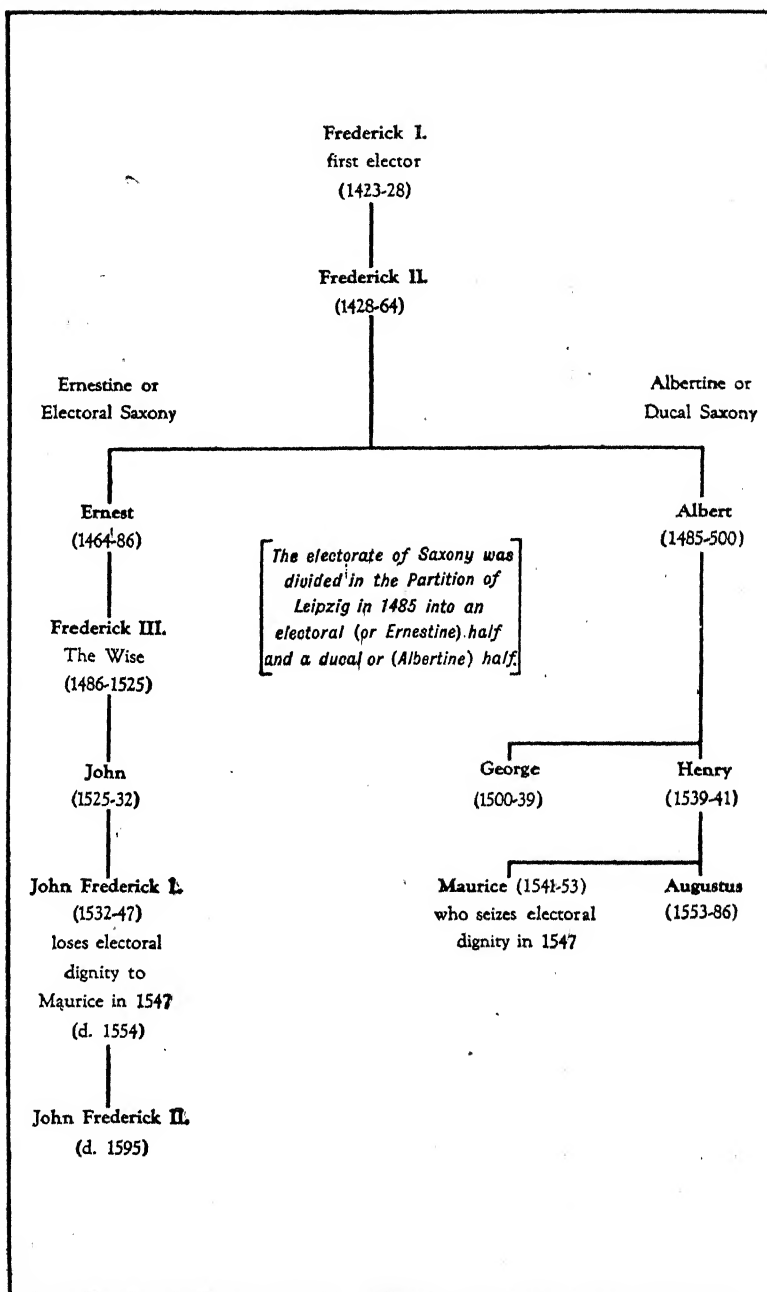 Frederick I.
first elector
(1423-28)
Frederick II.
(1428-64)
Ernestine or
Electoral Saxony
Albertine or
Ducal Saxony
Ernest
(1464-86)
Albert
(1485-500)
The electorate of Saxony was
divided in the Partition of
Leipzig in 1485 into an
electoral (or Ernestine) half
and a ducal or (Albertine) half.
Frederick III.
The Wise
(1486-1525)
John
(1525-32)
George
(1500-39)
Henry
(1539-41)
John Frederick I.
(1532-47)
loses electoral
dignity to
Maurice in 1547
(d. 1554)
Maurice (1541-53)
who seizes electoral
dignity in 1547
Augustus
(1553-86)
John Frederick II.
(d. 1595)